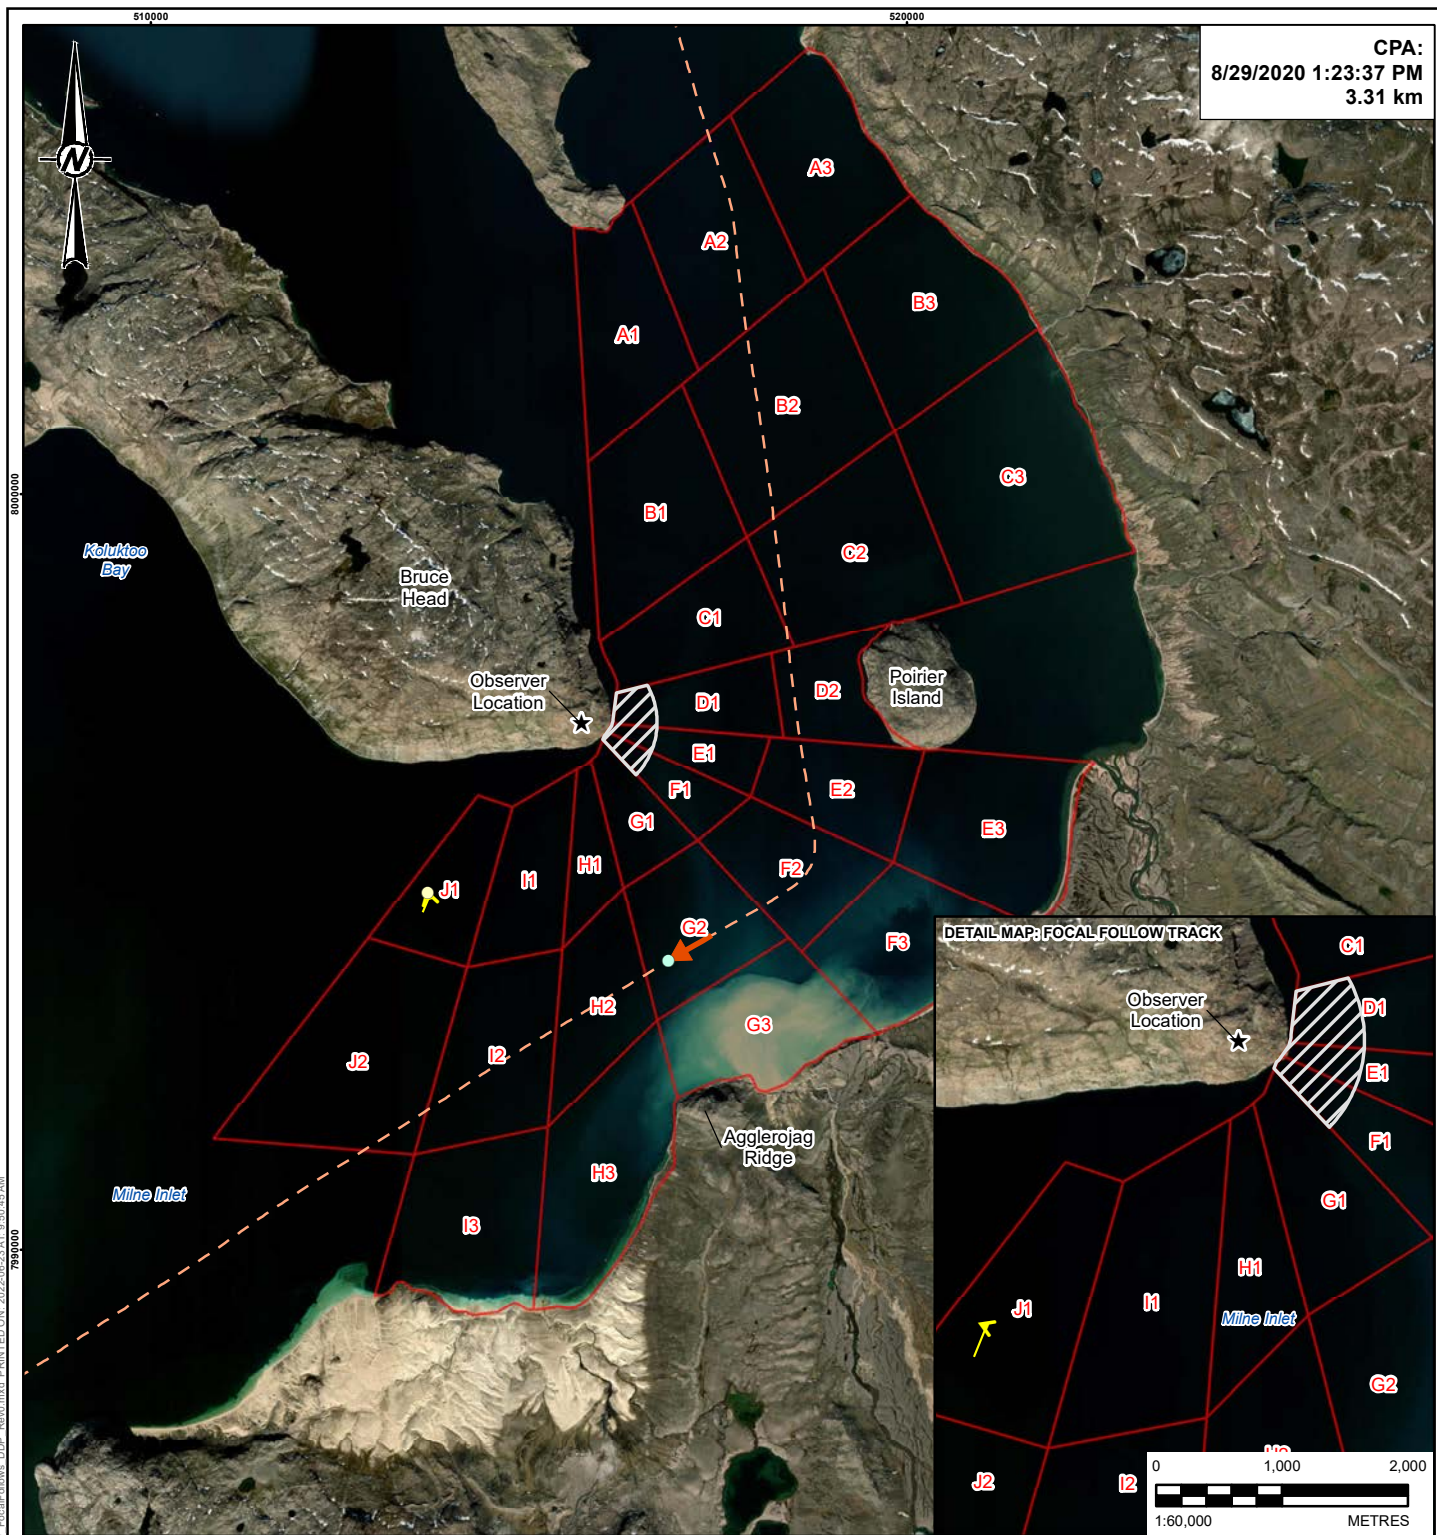 510000
520000
CPA:
8/29/2020 1:23:37 PM
3.31 km
N
A3
A2
B3
A1
B2
8000000
C3
B1
Koluktoo
Bay
C2
Bruce
Head
C1
Observer
Location
Poirier
Island
D2
D1
E1
E2
F1
G1
E3
H1
F2
I1
J1
G2
F3
H2
G3
I2
J2
Agglerojag
Ridge
H3
Milne Inlet
I3
7990000
DETAIL MAP: FOCAL FOLLOW TRACK
C1
Observer
Location
D1
E1
F1
G1
H1
I1
J1
Milne Inlet
G2
J2
I2
0 1,000 2,000
1:60,000 METRES